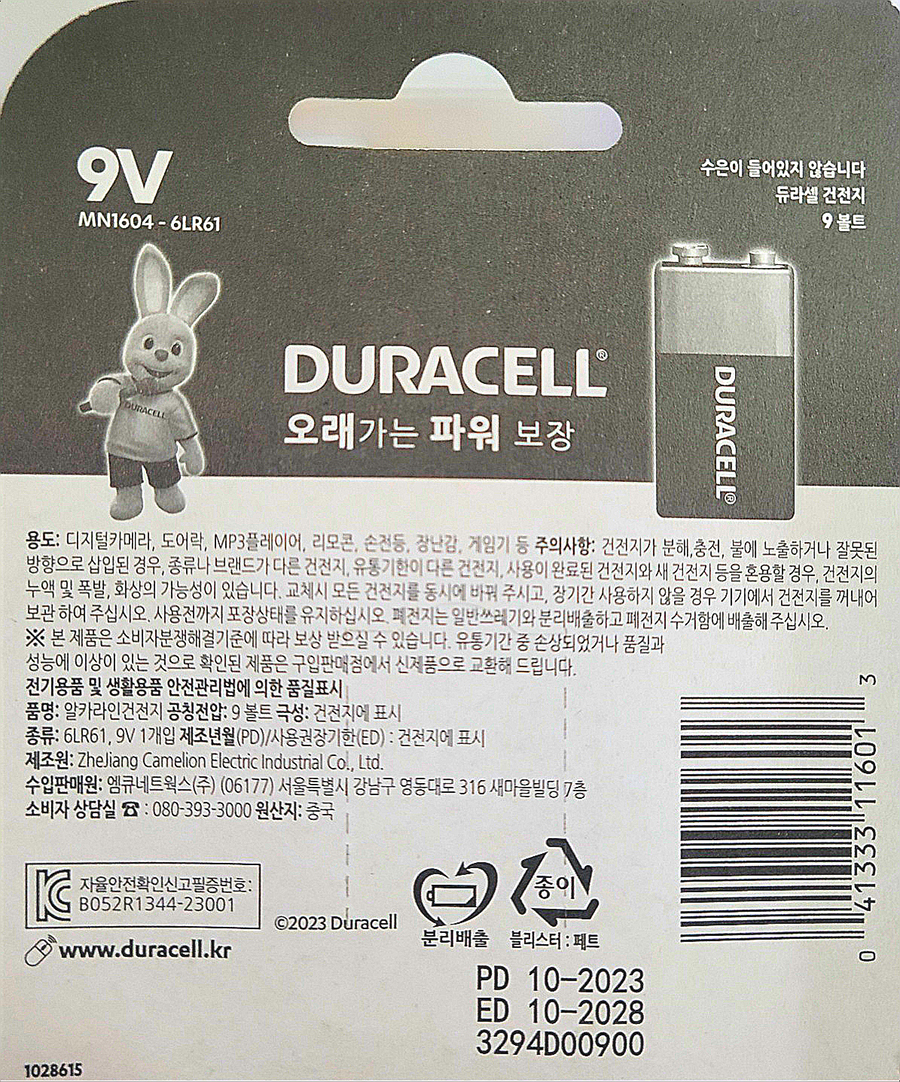 9V
MN1604 - 6LR61
수은이 들어있지 않습니다
듀라셀 건전지
9 볼트
DURACELL
DURACELL®
오래가는 파워 보장
DURACELL®
용도: 디지털카메라, 도어락, MP3플레이어, 리모콘, 손전등, 장난감, 게임기 등 주의사항: 건전지가 분해,충전, 불에 노출하거나 잘못된
방향으로 삽입된 경우, 종류나 브랜드가 다른 건전지, 유통기한이 다른 건전지, 사용이 완료된 건전지와 새 건전지 등을 혼용할 경우, 건전지의
누액 및 폭발, 화상의 가능성이 있습니다. 교체시 모든 건전지를 동시에 바꿔 주시고, 장기간 사용하지 않을 경우 기기에서 건전지를 꺼내어
보관 하여 주십시오. 사용전까지 포장상태를 유지하십시오. 폐전지는 일반쓰레기와 분리배출하고 폐전지 수거함에 배출해 주십시오.
※ 본 제품은 소비자분쟁해결기준에 따라 보상 받으실 수 있습니다. 유통기간 중 손상되었거나 품질과
성능에 이상이 있는 것으로 확인된 제품은 구입판매점에서 신제품으로 교환해 드립니다.
전기용품 및 생활용품 안전관리법에 의한 품질표시
품명: 알카라인건전지 공칭전압: 9 볼트 극성: 건전지에 표시
종류: 6LR61, 9V 1개입 제조년월(PD)/사용권장기한(ED) : 건전지에 표시
제조원: ZheJiang Camelion Electric Industrial Co., Ltd.
수입판매원: 엠큐네트웍스(주) (06177) 서울특별시 강남구 영동대로 316 새마을빌딩 7층
소비자 상담실 ☎ : 080-393-3000 원산지: 중국
자율안전확인신고필증번호:
B052R1344-23001
©2023 Duracell
www.duracell.kr
분리배출
종이
블리스터 : 페트
0 41333 11601 3
PD 10-2023
ED 10-2028
3294D00900
1028615